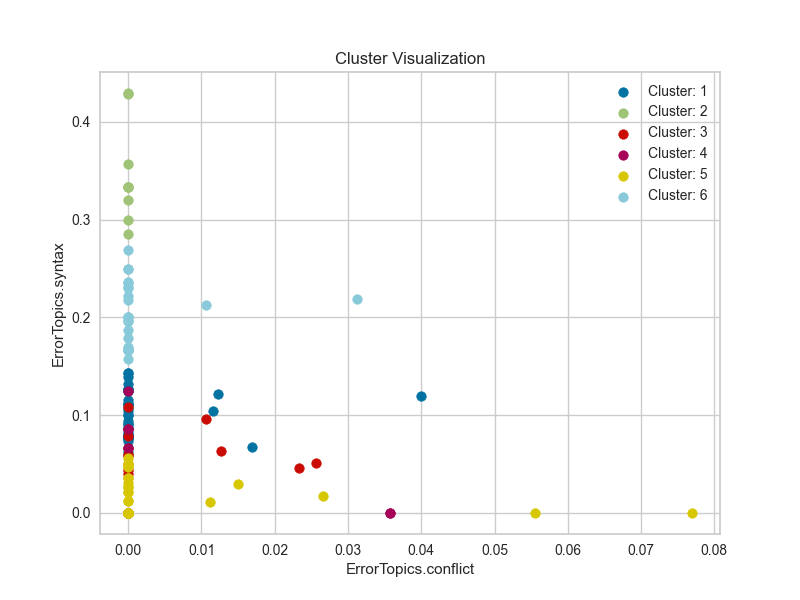 Cluster Visualization
Cluster: 1
Cluster: 2
Cluster: 3
Cluster: 4
Cluster: 5
Cluster: 6
ErrorTopics.syntax
0.4
0.3
0.2
0.1
0.0
0.00 0.01 0.02 0.03 0.04 0.05 0.06 0.07 0.08
ErrorTopics.conflict